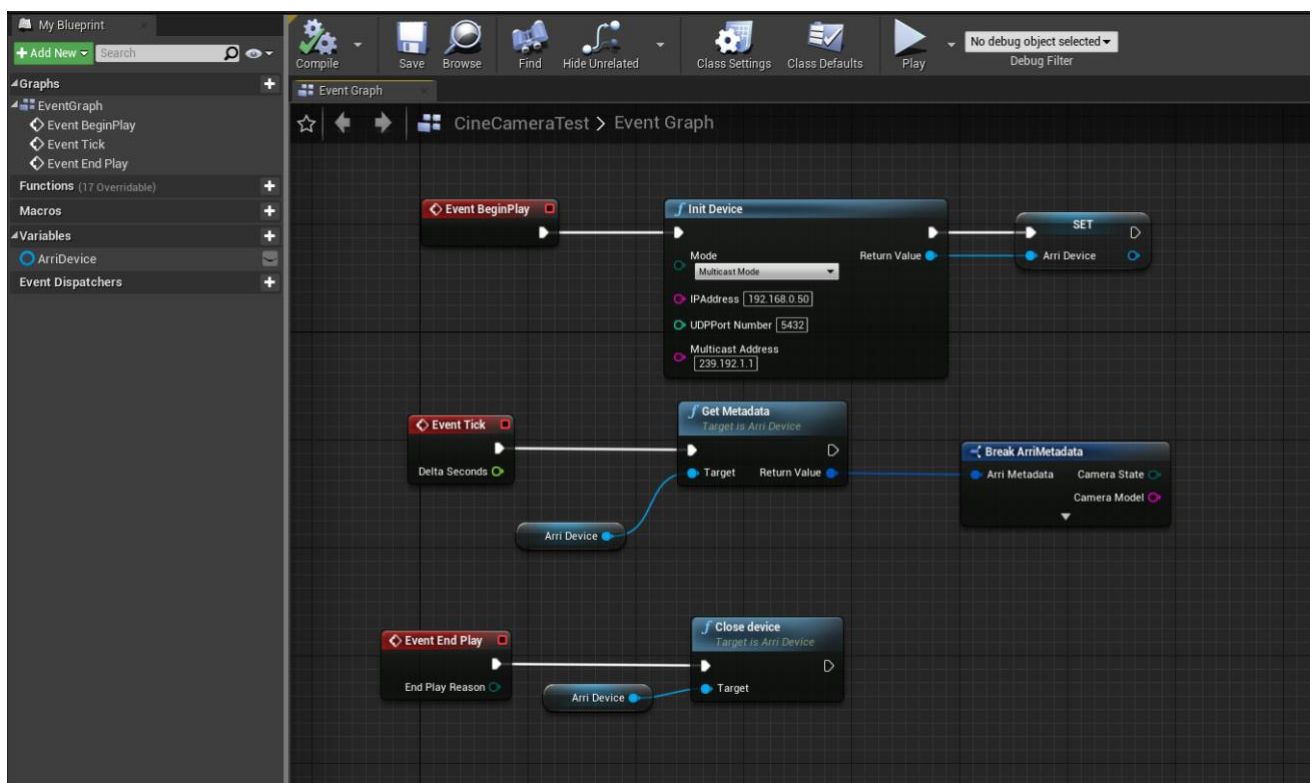 My Blueprint
+ Add New Search
Graphs
EventGraph
Event BeginPlay
Event Tick
Event End Play
Functions (17 Overridable)
Macros
Variables
ArriDevice
Event Dispatchers
Compile Save Browse Find Hide Unrelated Class Settings Class Defaults Play
No debug object selected
Debug Filter
Event Graph
CineCameraTest > Event Graph
Event BeginPlay
Init Device
Mode
Multicast Mode
Return Value
IPAddress 192.168.0.50
UDPPort Number 5432
Multicast Address
239.192.1.1
SET
Arri Device
Event Tick
Delta Seconds
Arri Device
Get Metadata
Target is Arri Device
Target Return Value
Break ArriMetadata
Arri Metadata Camera State
Camera Model
Event End Play
End Play Reason
Arri Device
Close device
Target is Arri Device
Target